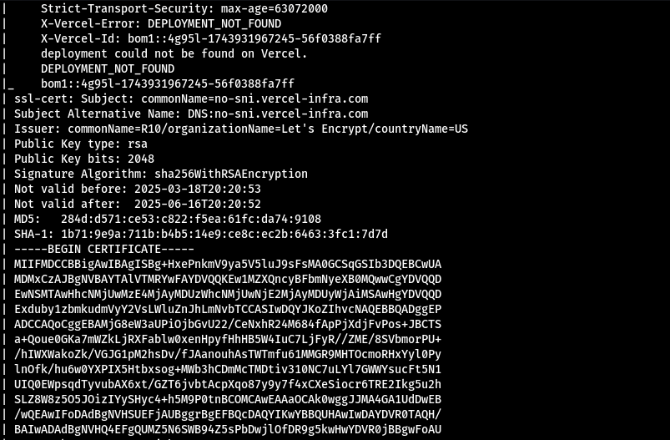 |     Strict-Transport-Security: max-age=63072000
|     X-Vercel-Error: DEPLOYMENT_NOT_FOUND
|     X-Vercel-Id: bom1::4g95l-1743931967245-56f0388fa7ff
|     deployment could not be found on Vercel.
|     DEPLOYMENT_NOT_FOUND
|_    bom1::4g95l-1743931967245-56f0388fa7ff
| ssl-cert: Subject: commonName=no-sni.vercel-infra.com
| Subject Alternative Name: DNS:no-sni.vercel-infra.com
| Issuer: commonName=R10/organizationName=Let's Encrypt/countryName=US
| Public Key type: rsa
| Public Key bits: 2048
| Signature Algorithm: sha256WithRSAEncryption
| Not valid before: 2025-03-18T20:20:53
| Not valid after:  2025-06-16T20:20:52
| MD5:   284d:d571:ce53:c822:f5ea:61fc:da74:9108
| SHA-1: 1b71:9e9a:711b:b4b5:14e9:ce8c:ec2b:6463:3fc1:7d7d
| -----BEGIN CERTIFICATE-----
| MIIFMDCCBBigAwIBAgISBg+HxePnkmV9ya5V5luJ9sFsMA0GCSqGSIb3DQEBCwUA
| MDMxCzAJBgNVBAYTAlVTMRYwFAYDVQQKEw1MZXQncyBFbmNyeXB0MQwwCgYDVQQD
| EwNSMTAwHhcNMjUwMzE4MjAyMDUzWhcNMjUwNjE2MjAyMDUyWjAiMSAwHgYDVQQD
| Exduby1zbmkudmVyY2VsLWluZnJhLmNvbTCCASIwDQYJKoZIhvcNAQEBBQADggEP
| ADCCAQoCggEBAMjG8eW3aUPiOjbGvU22/CeNxhR24M684fApPjXdjFvPos+JBCTS
| a+Qoue0GKa7mWZkLjRXFablw0xenHpyfHhHB5W4IuC7LjFyR//ZME/8SVbmorPU+
| /hIWXWakoZk/VGJG1pM2hsDv/fJAanouhAsTWTmfu61MMGR9MHTOcmoRHxYyl0Py
| lnOfk/hu6w0YXPIX5Htbxsog+MWb3hCDmMcTMDtiv310NC7uLYl7GWWYsucFt5N1
| UIQ0EWpsqdTyvubAX6xt/GZT6jvbtAcpXqo87y9y7f4xCXeSiocr6TRE2Ikg5u2h
| SLZ8W8z5O5JOizIYySHyc4+h5M9P0tnBCOMCAwEAAaOCAk0wggJJMA4GA1UdDwEB
| /wQEAwIFoDAdBgNVHSUEFjAUBggrBgEFBQcDAQYIKwYBBQUHAwIwDAYDVR0TAQH/
| BAIwADAdBgNVHQ4EFgQUMZ5N6SWB94Z5sPbDwjlOfDR9g5kwHwYDVR0jBBgwFoAU